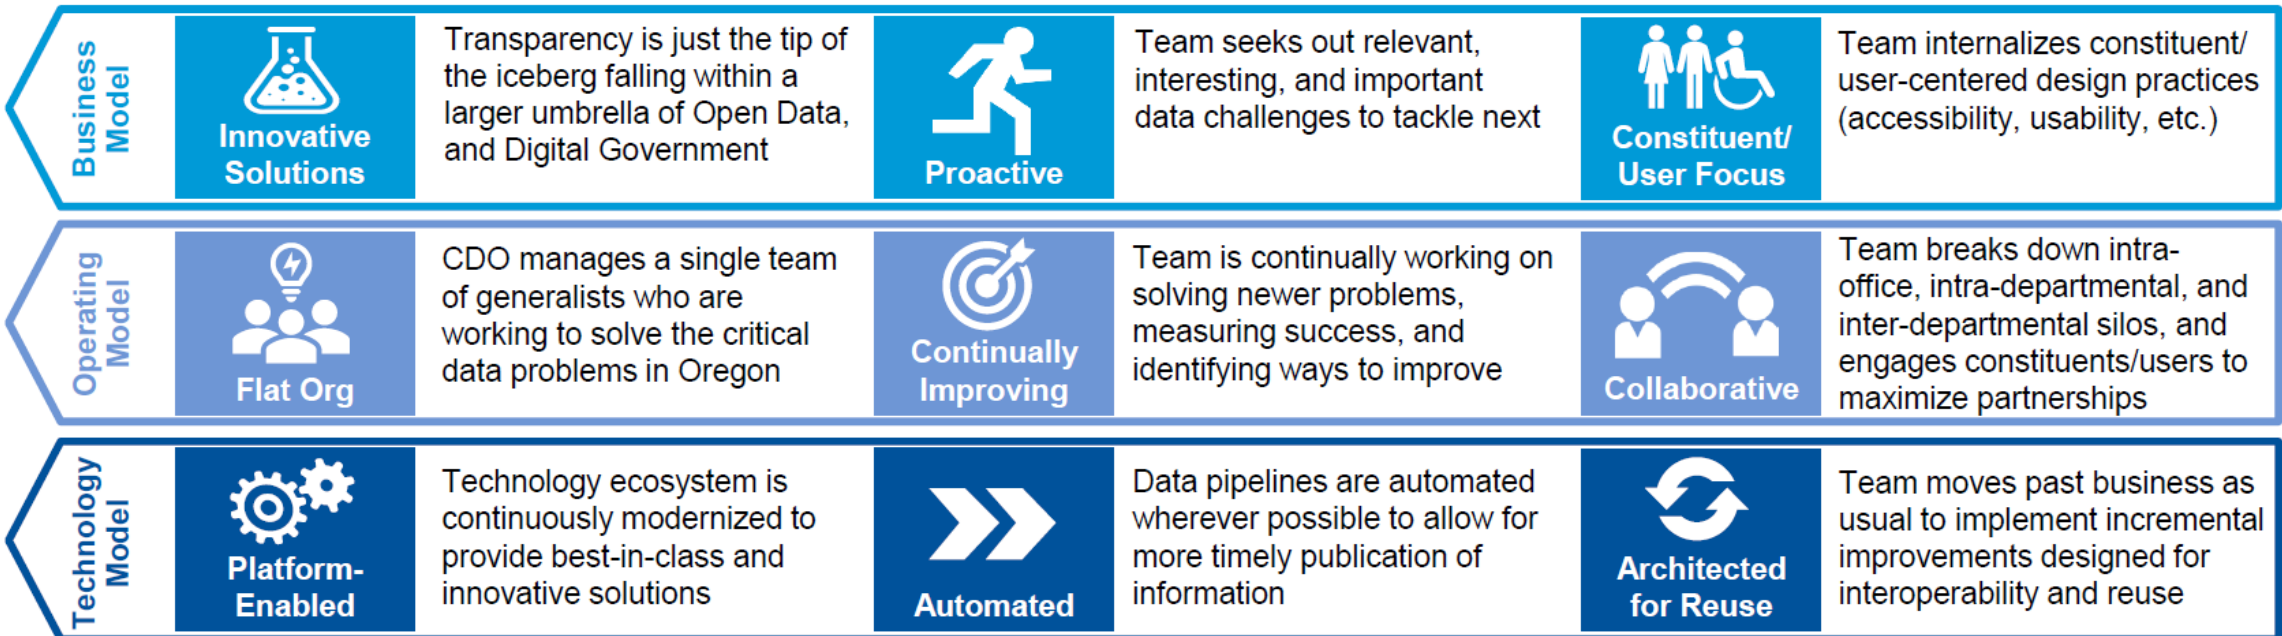 Business
Model
Innovative
Solutions
Transparency is just the tip of
the iceberg falling within a
larger umbrella of Open Data,
and Digital Government
Proactive
Team seeks out relevant,
interesting, and important
data challenges to tackle next
Constituent/
User Focus
Team internalizes constituent/
user-centered design practices
(accessibility, usability, etc.)
Operating
Model
Flat Org
CDO manages a single team
of generalists who are
working to solve the critical
data problems in Oregon
Continually
Improving
Team is continually working on
solving newer problems,
measuring success, and
identifying ways to improve
Collaborative
Team breaks down intra-
office, intra-departmental, and
inter-departmental silos, and
engages constituents/users to
maximize partnerships
Technology
Model
Platform-
Enabled
Technology ecosystem is
continuously modernized to
provide best-in-class and
innovative solutions
Automated
Data pipelines are automated
wherever possible to allow for
more timely publication of
information
Architected
for Reuse
Team moves past business as
usual to implement incremental
improvements designed for
interoperability and reuse